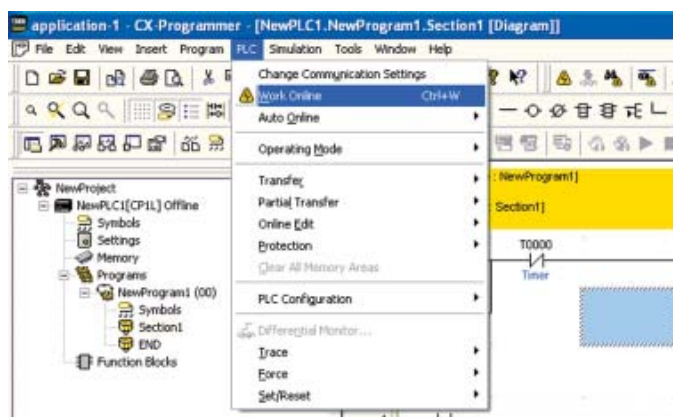 application-1 - CX-Programmer - [NewPLC1.NewProgram1.Section1 [Diagram]]
File Edit View Insert Program PLC Simulation Tools Window Help
Change Communication Settings
Work Online Ctrl+W
Auto Online
Operating Mode
Transfer
Partial Transfer
Online Edit
Protection
Clear All Memory Areas
PLC Configuration
Differential Monitor...
Trace
Force
Set/Reset
NewProject
NewPLC1[CP1L] Offline
Symbols
Settings
Memory
Programs
NewProgram1 (00)
Symbols
Section1
END
Function Blocks
: NewProgram1]
: Section1]
T0000
Timer